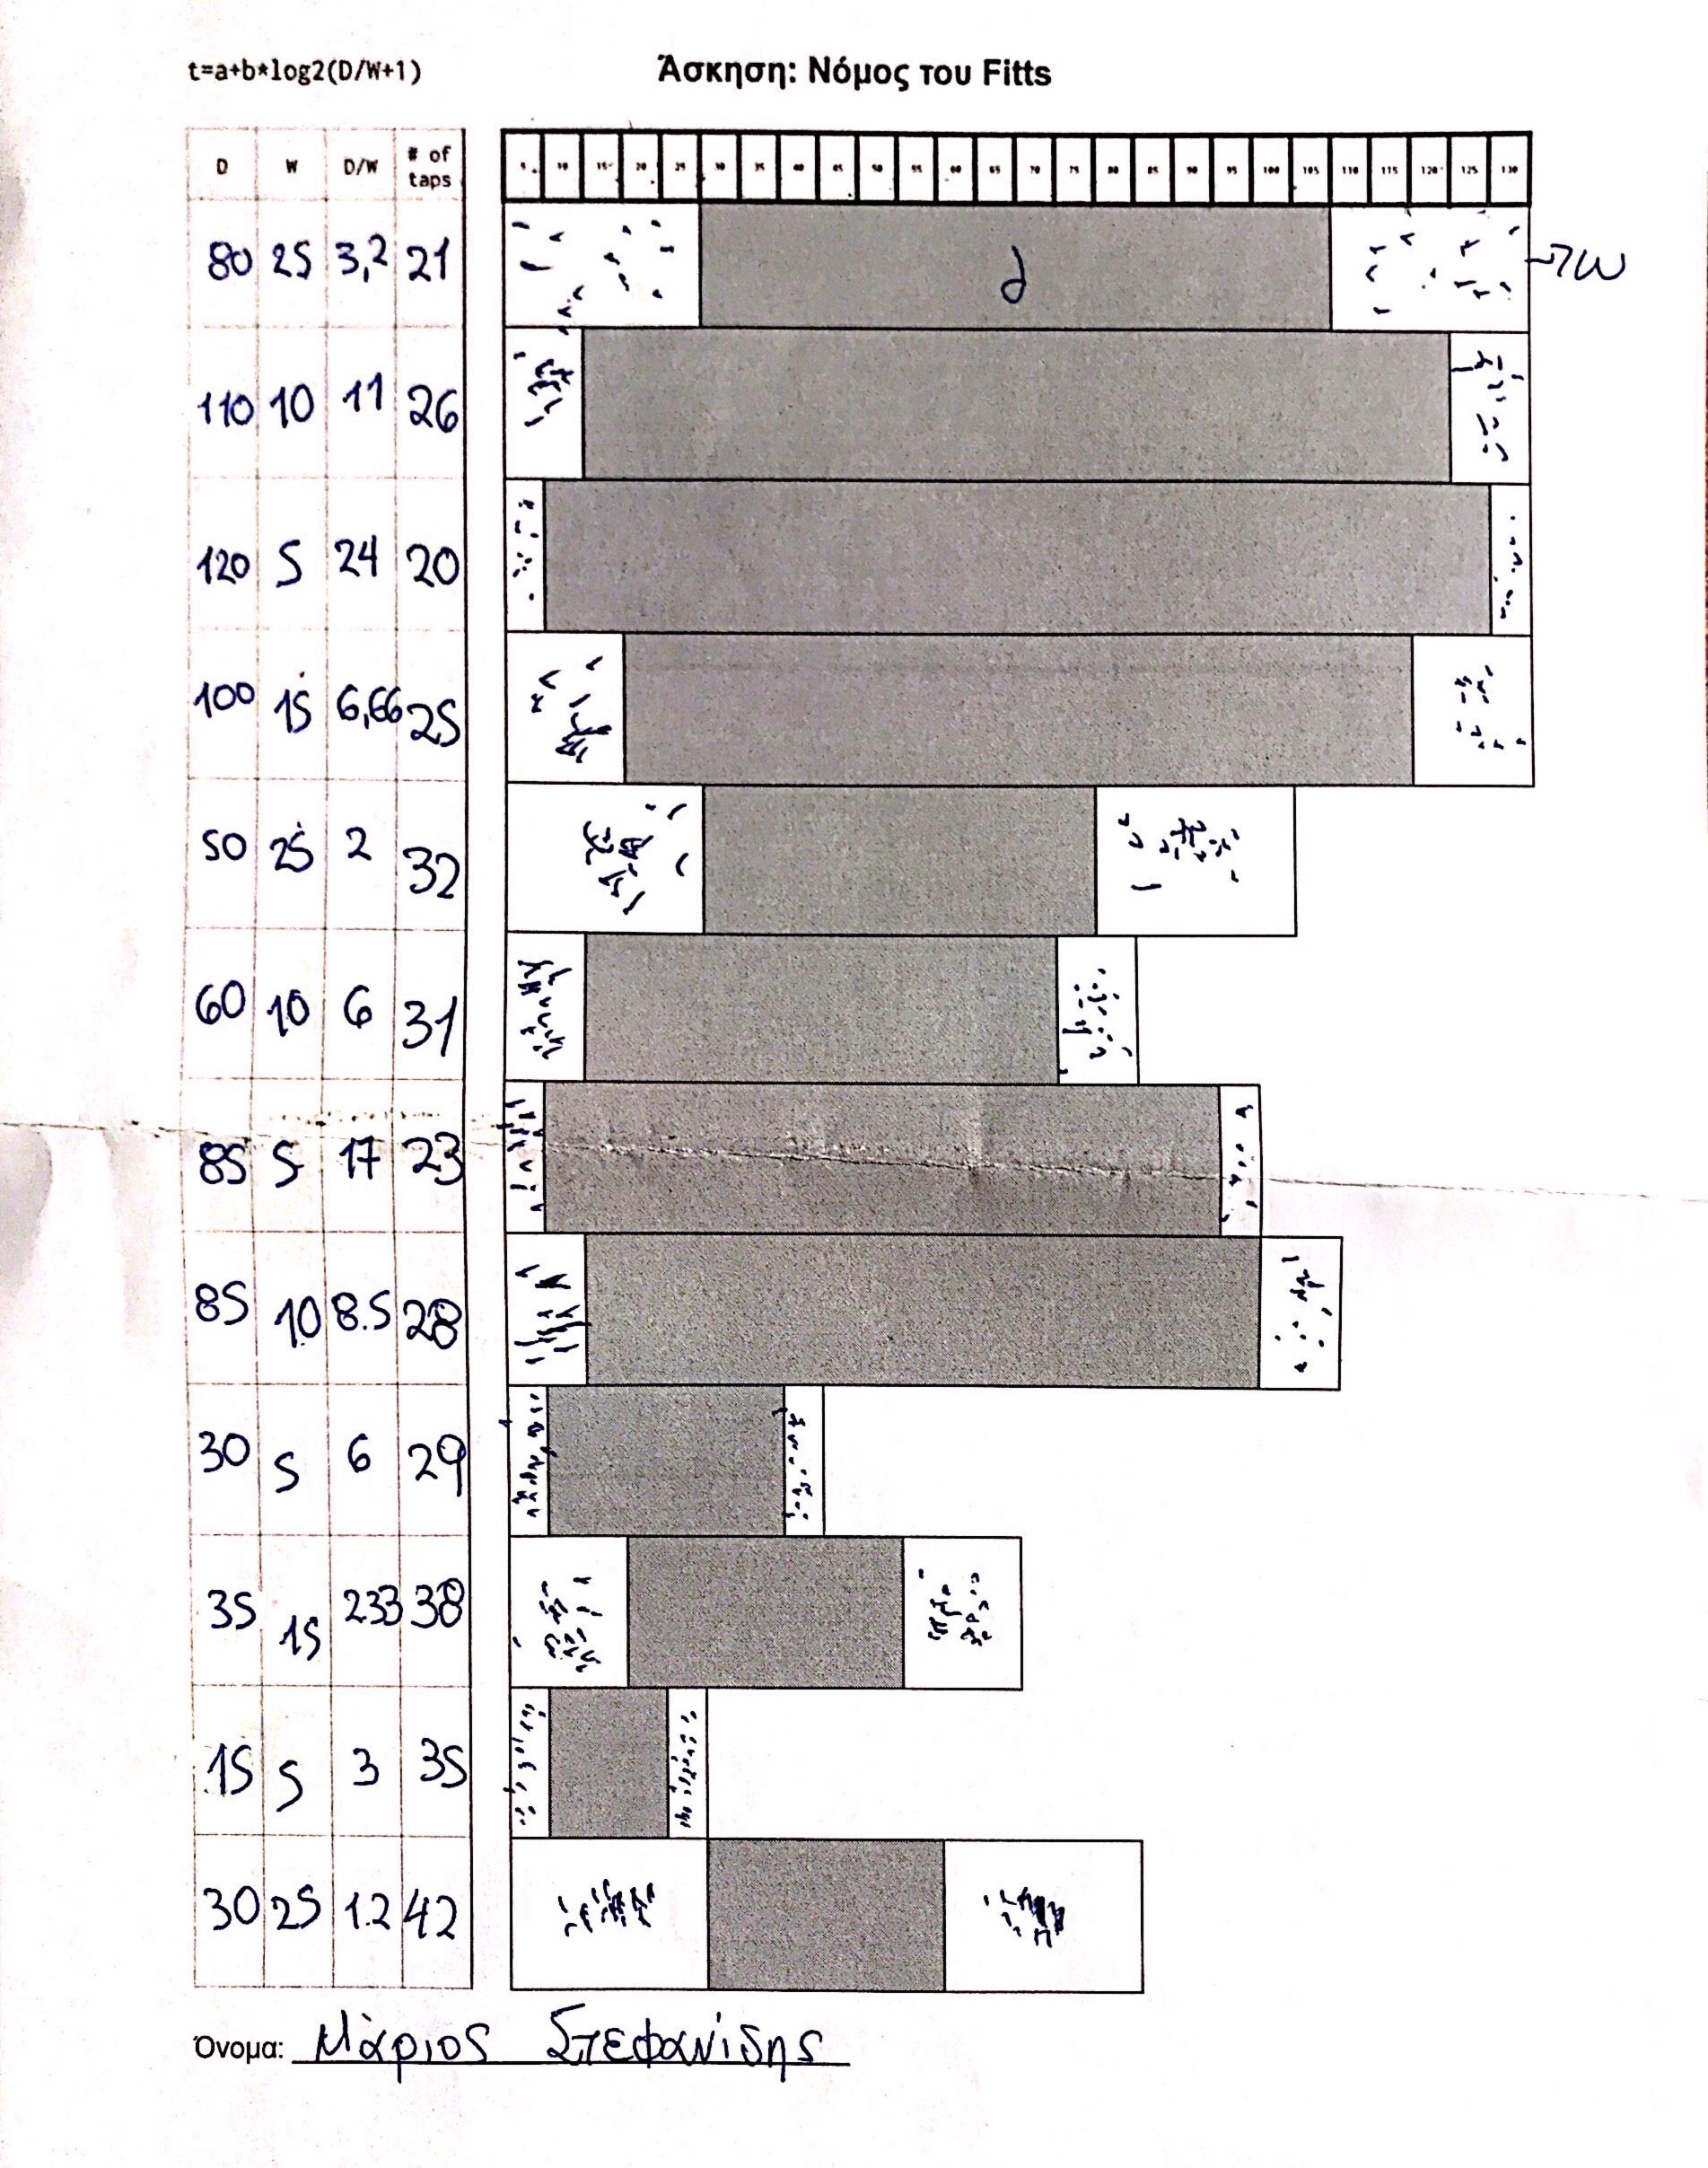 t=a+b*log2(D/W+1) Άσκηση: Νόμος του Fitts
D W D/W # of taps 5 10 15 20 25 30 35 40 45 50 55 60 65 70 75 80 85 90 95 100 105 110 115 120 125 130
80 25 3,2 21 d w
110 10 11 26
120 5 24 20
100 15 6,66 25
50 25 2 32
60 10 6 31
85 5 17 23
85 10 8.5 28
30 5 6 29
35 15 233 38
15 5 3 35
30 25 1.2 42
Όνομα: Μάριος Στεφανίδης